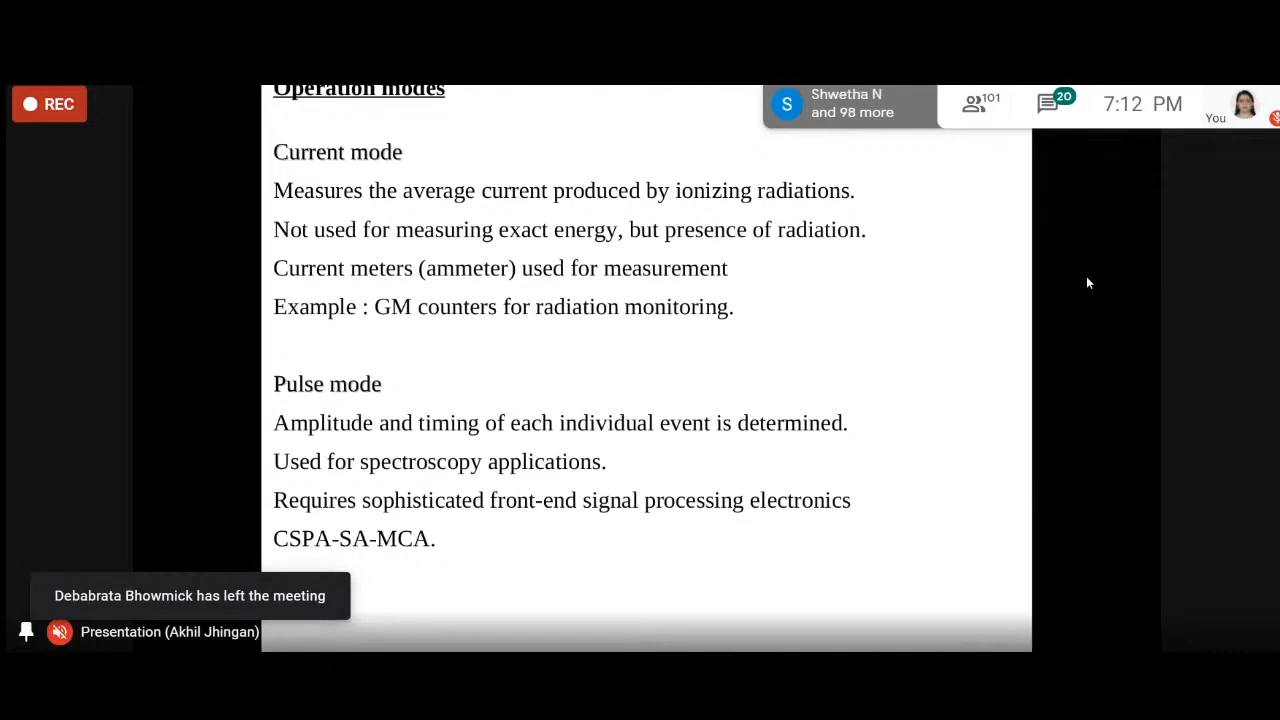 Operation modes
REC
S
Shwetha N
and 98 more
101
20
7:12 PM
You
Current mode
Measures the average current produced by ionizing radiations.
Not used for measuring exact energy, but presence of radiation.
Current meters (ammeter) used for measurement
Example : GM counters for radiation monitoring.
Pulse mode
Amplitude and timing of each individual event is determined.
Used for spectroscopy applications.
Requires sophisticated front-end signal processing electronics
CSPA-SA-MCA.
Debabrata Bhowmick has left the meeting
Presentation (Akhil Jhingan)